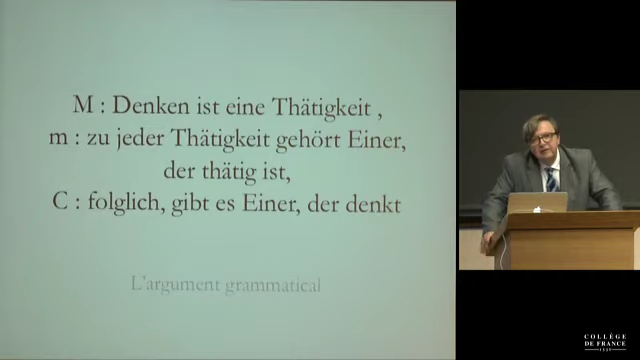 M : Denken ist eine Thätigkeit ,
m : zu jeder Thätigkeit gehört Einer,
der thätig ist,
C : folglich, gibt es Einer, der denkt
L'argument grammatical
COLLÈGE
DE FRANCE
1530